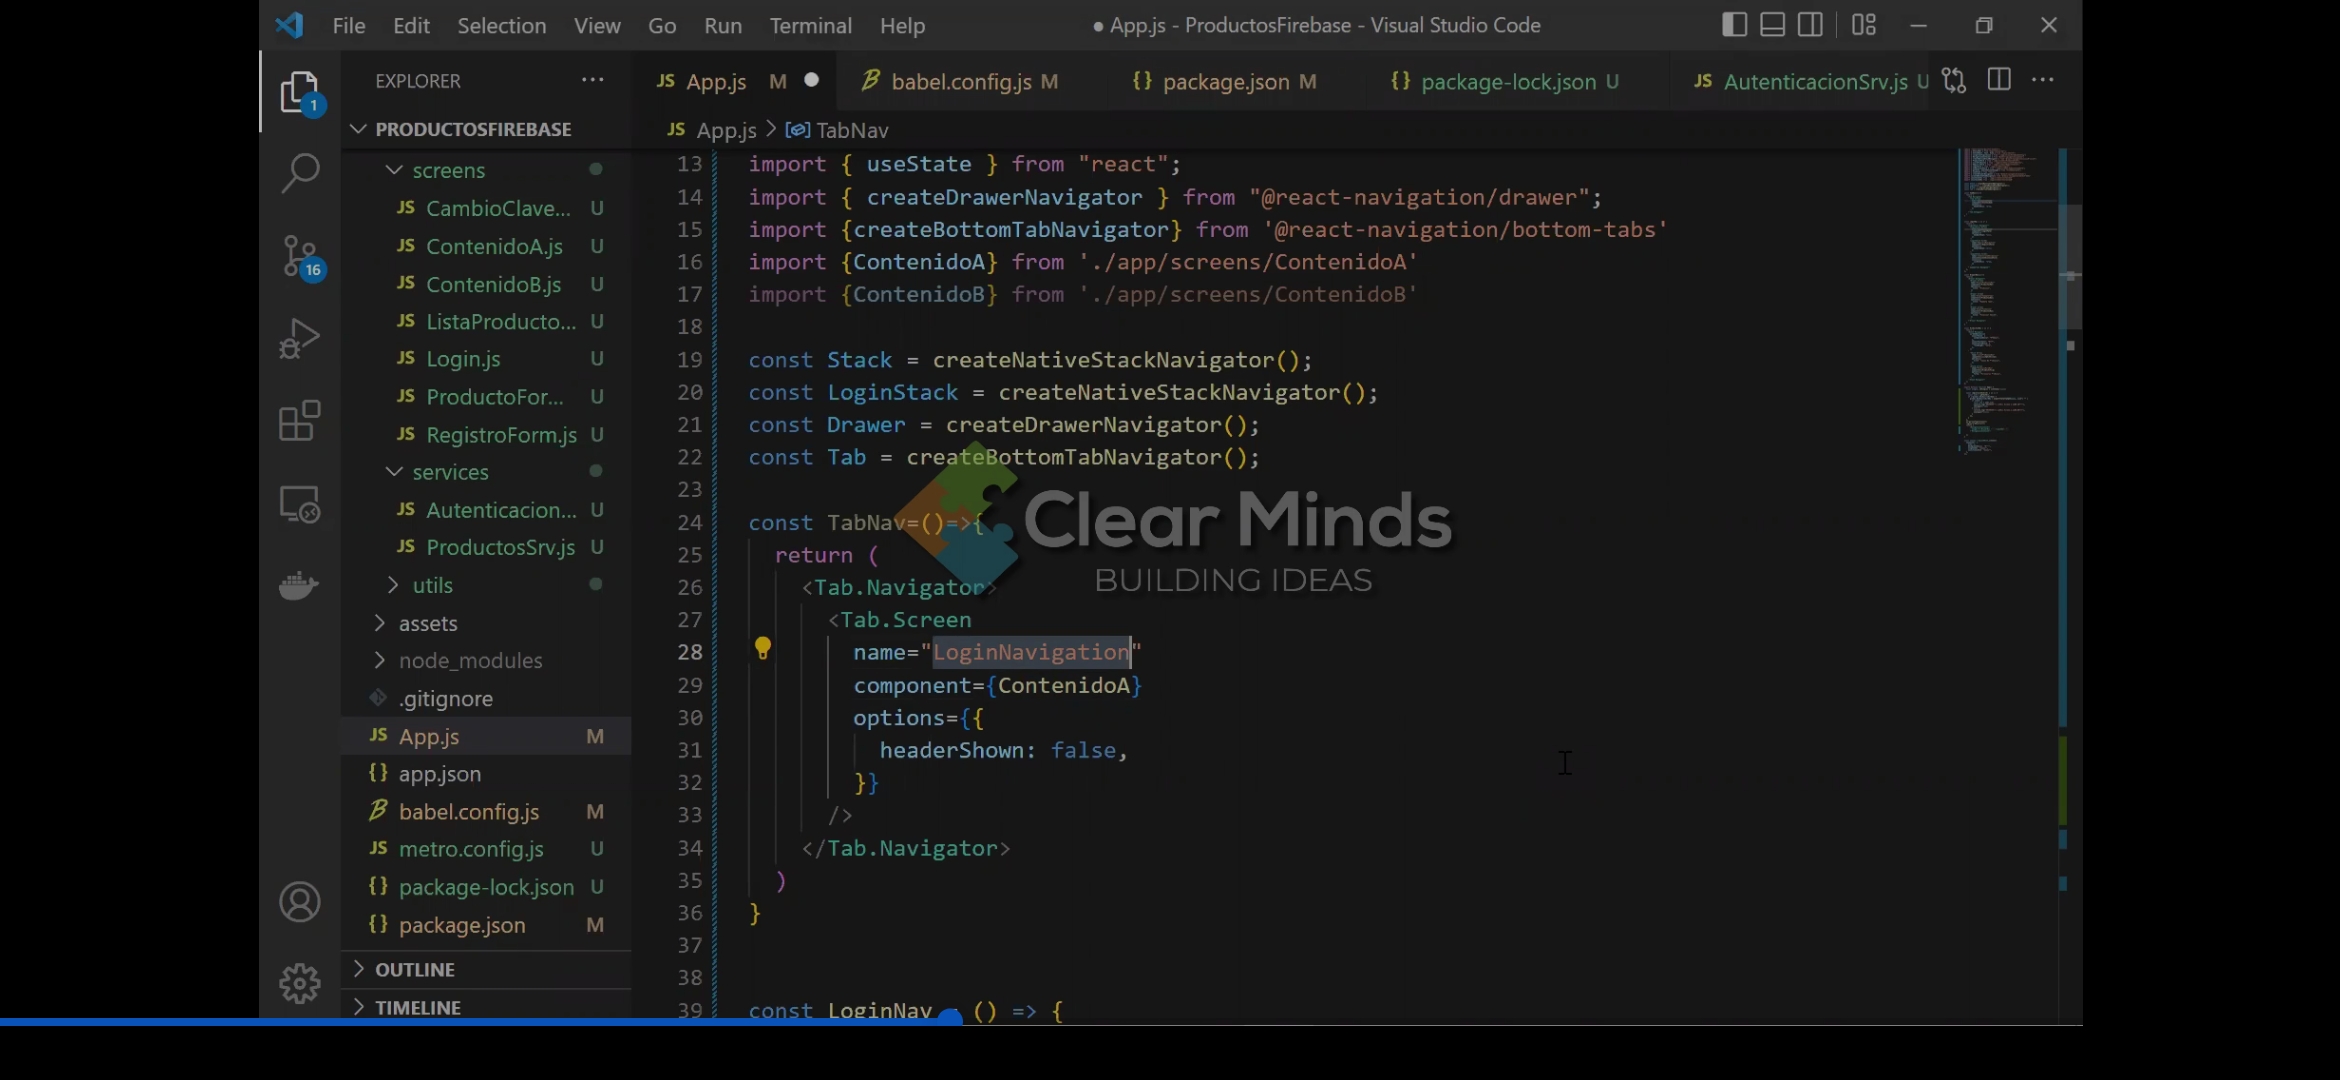 File Edit Selection View Go Run Terminal Help
● App.js - ProductosFirebase - Visual Studio Code
EXPLORER ···
JS App.js M ●
babel.config.js M
{} package.json M
{} package-lock.json U
JS AutenticacionSrv.js U
PRODUCTOSFIREBASE
JS App.js > TabNav
screens
JS CambioClave... U
JS ContenidoA.js U
JS ContenidoB.js U
JS ListaProducto... U
JS Login.js U
JS ProductoFor... U
JS RegistroForm.js U
services
JS Autenticacion... U
JS ProductosSrv.js U
utils
assets
node_modules
.gitignore
JS App.js M
{} app.json
babel.config.js M
JS metro.config.js U
{} package-lock.json U
{} package.json M
OUTLINE
TIMELINE
1
16
13 import { useState } from "react";
14 import { createDrawerNavigator } from "@react-navigation/drawer";
15 import {createBottomTabNavigator} from '@react-navigation/bottom-tabs'
16 import {ContenidoA} from './app/screens/ContenidoA'
17 import {ContenidoB} from './app/screens/ContenidoB'
18
19 const Stack = createNativeStackNavigator();
20 const LoginStack = createNativeStackNavigator();
21 const Drawer = createDrawerNavigator();
22 const Tab = createBottomTabNavigator();
23
24 const TabNav=()=>{
25 return (
26 <Tab.Navigator>
27 <Tab.Screen
28 name="LoginNavigation"
29 component={ContenidoA}
30 options={{
31 headerShown: false,
32 }}
33 />
34 </Tab.Navigator>
35 )
36 }
37
38
39 const LoginNav = () => {
Clear Minds
BUILDING IDEAS